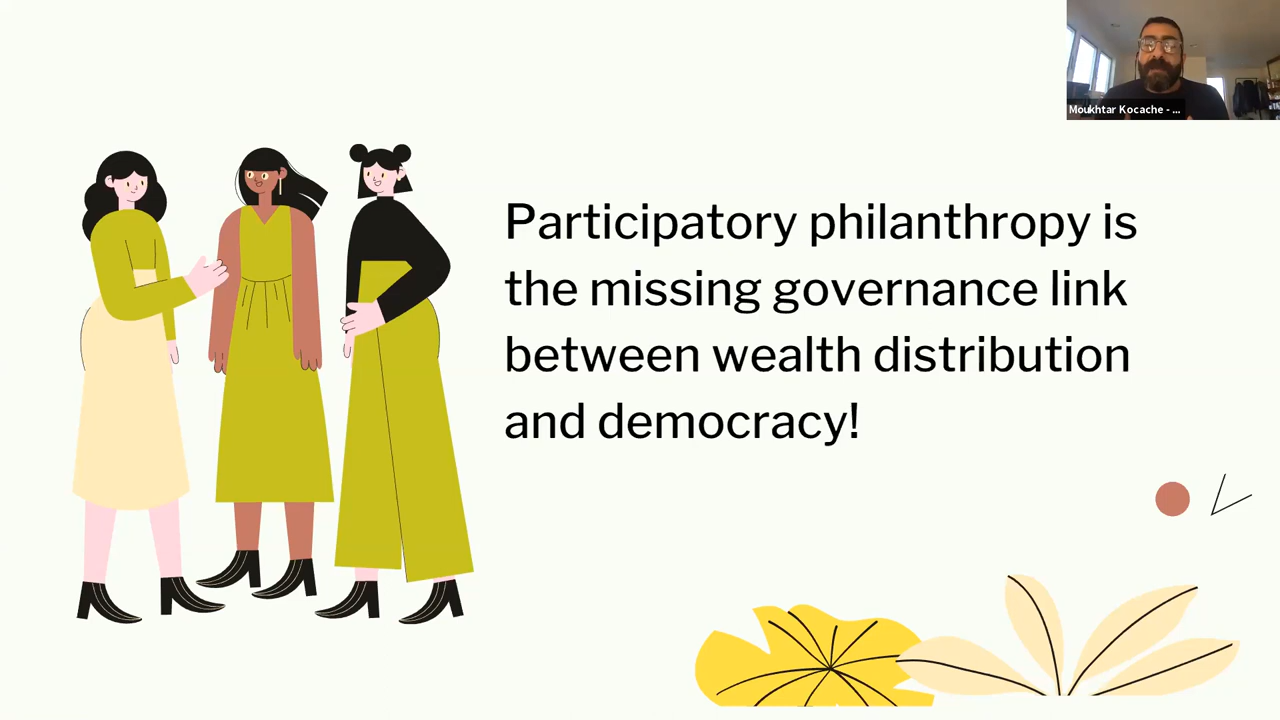 Moukhtar Kocache - ...
Participatory philanthropy is
the missing governance link
between wealth distribution
and democracy!